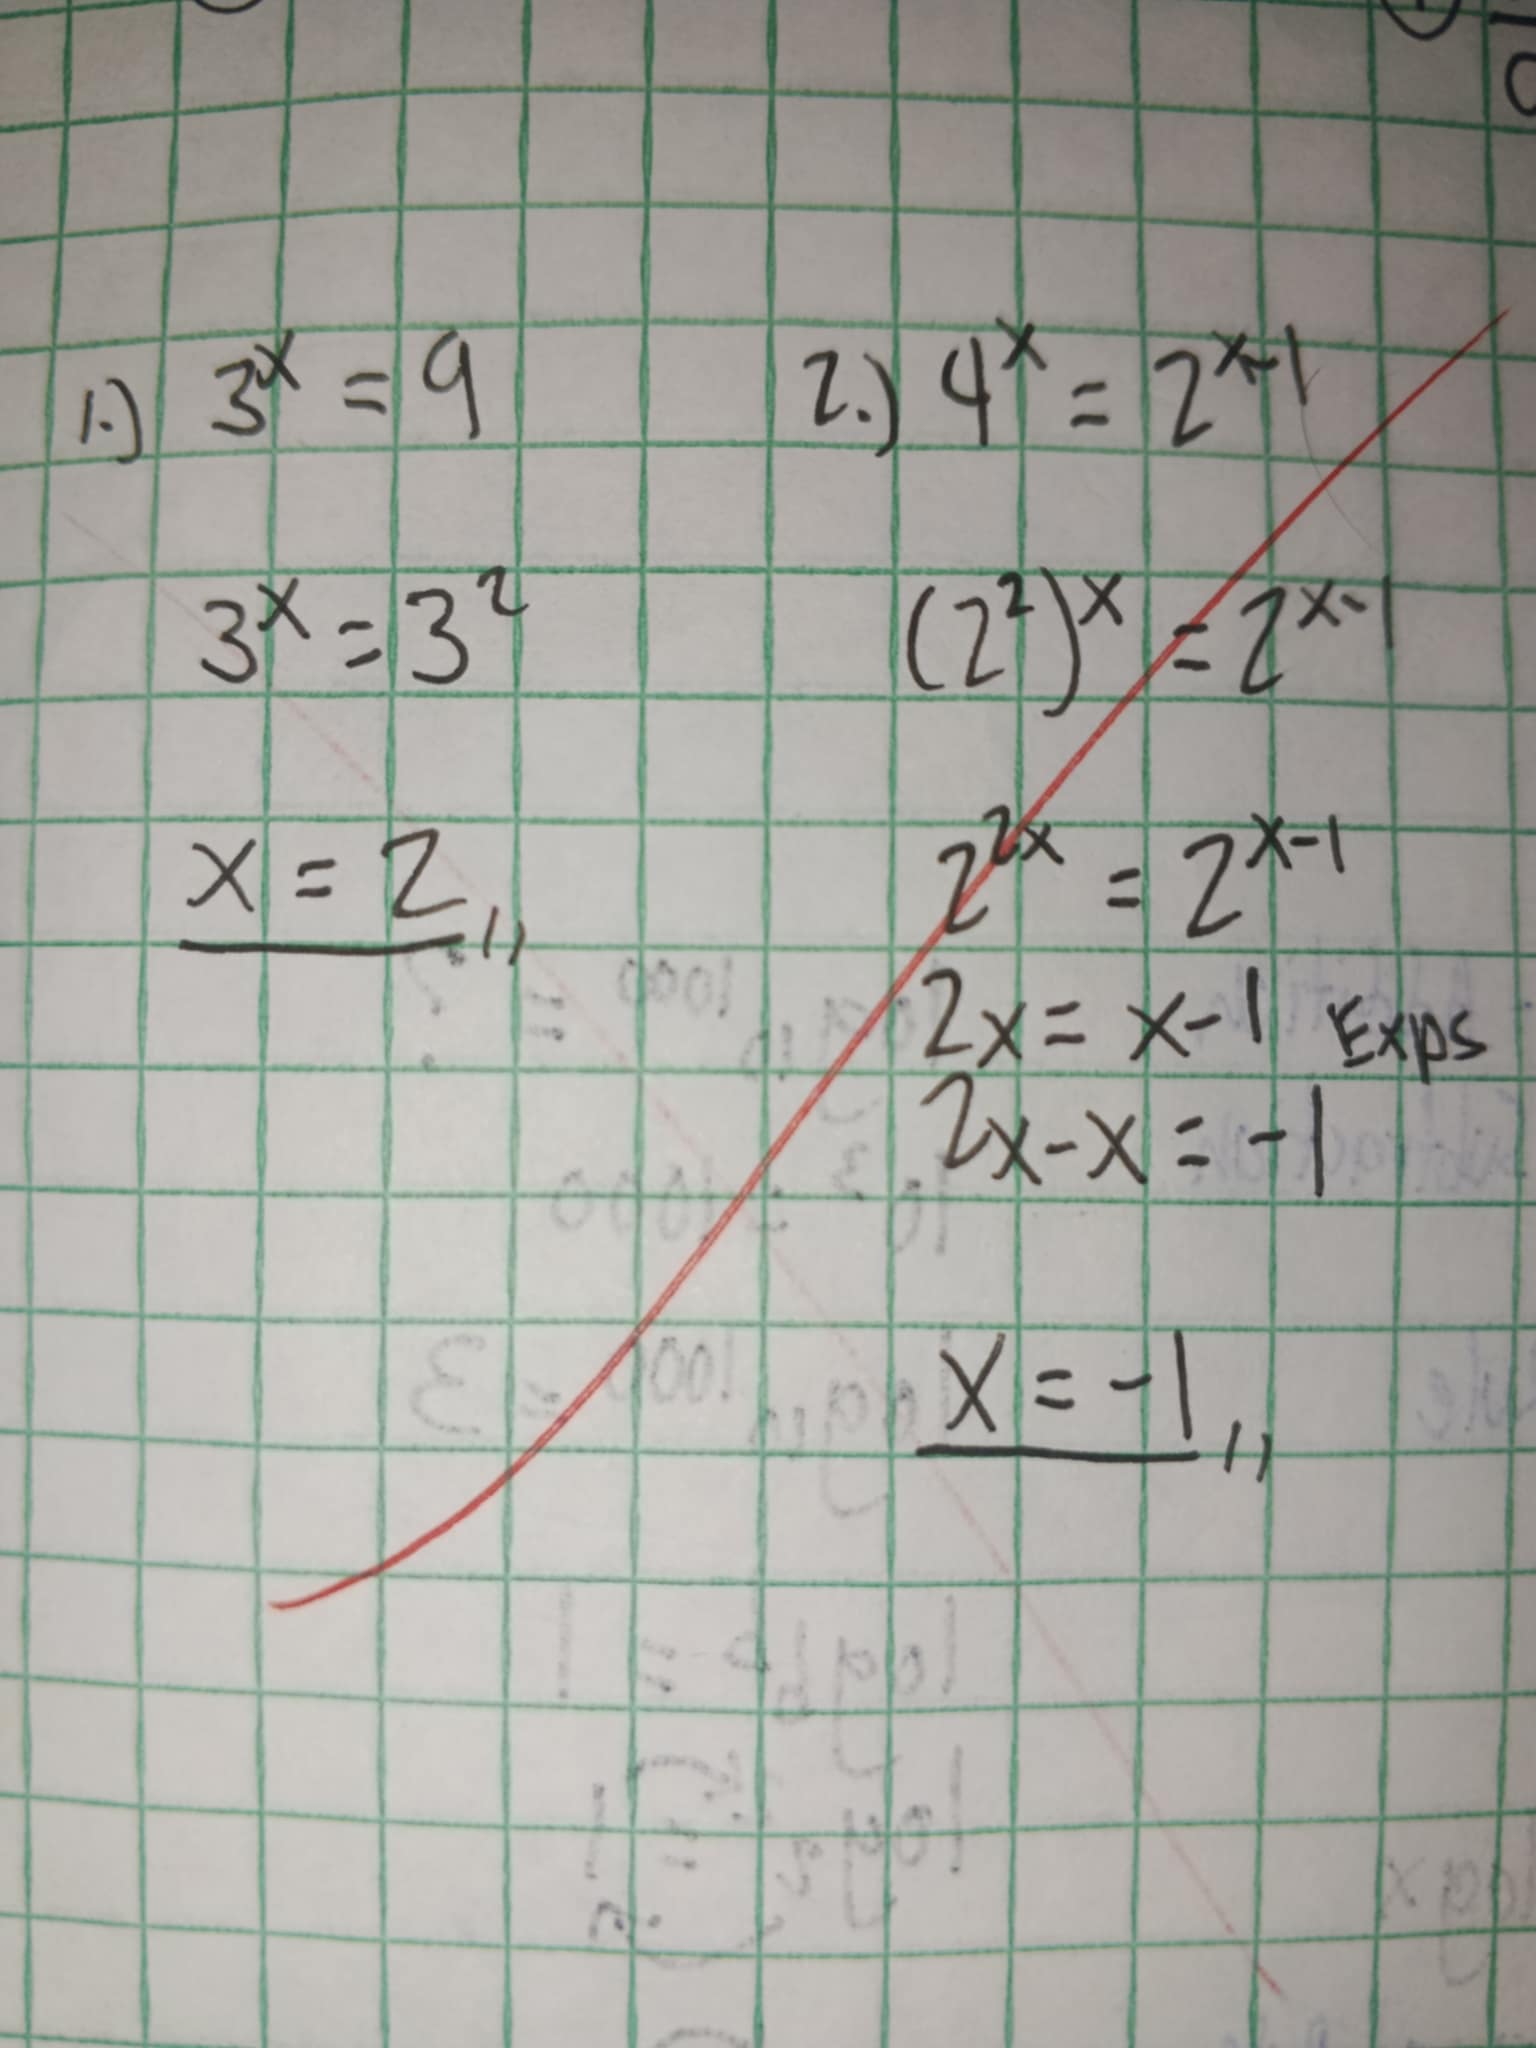 1.) 3^x = 9
3^x = 3^2
x = 2,,
2.) 4^x = 2^x-1
(2^2)^x = 2^x-1
2^2x = 2^x-1
2x = x-1 Exps
2x-x = -1
x = -1,,